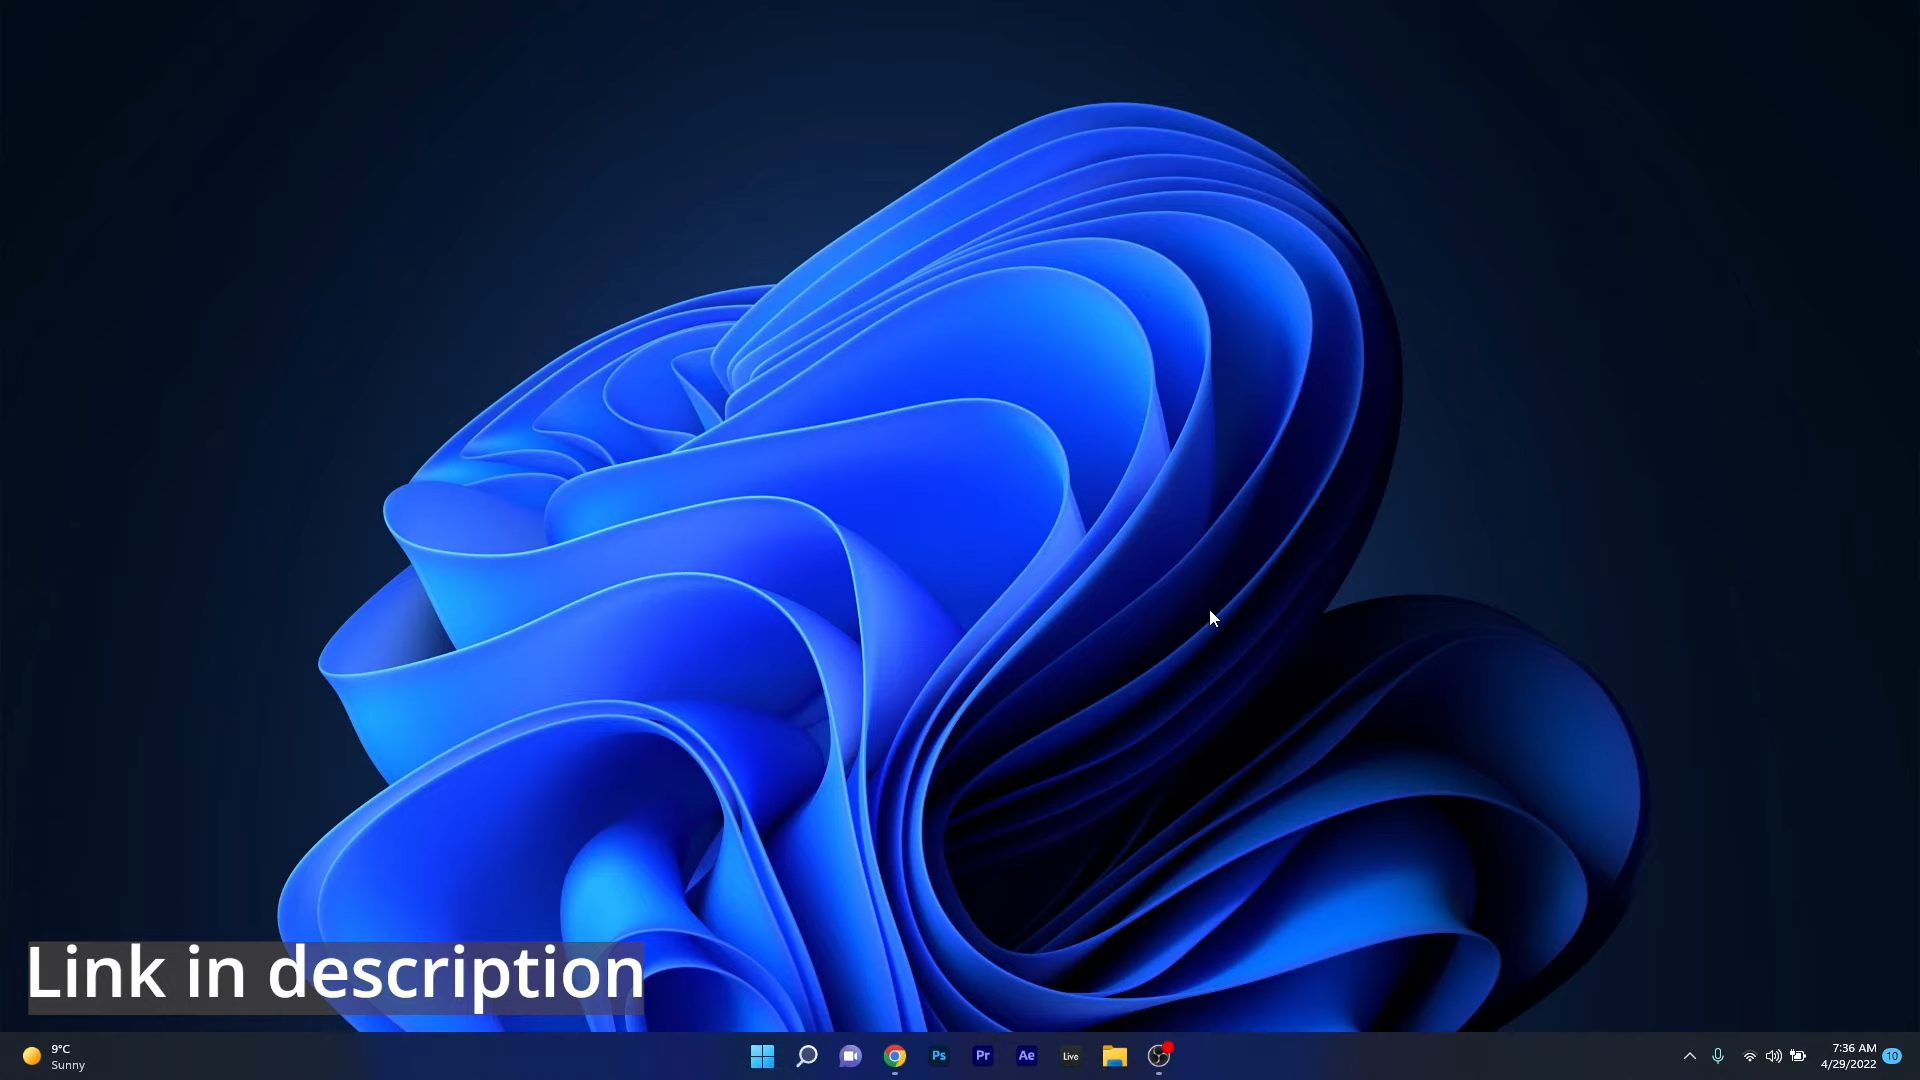 Link in description
9°C
Sunny
Ps
Pr
Ae
Live
7:36 AM
4/29/2022
10